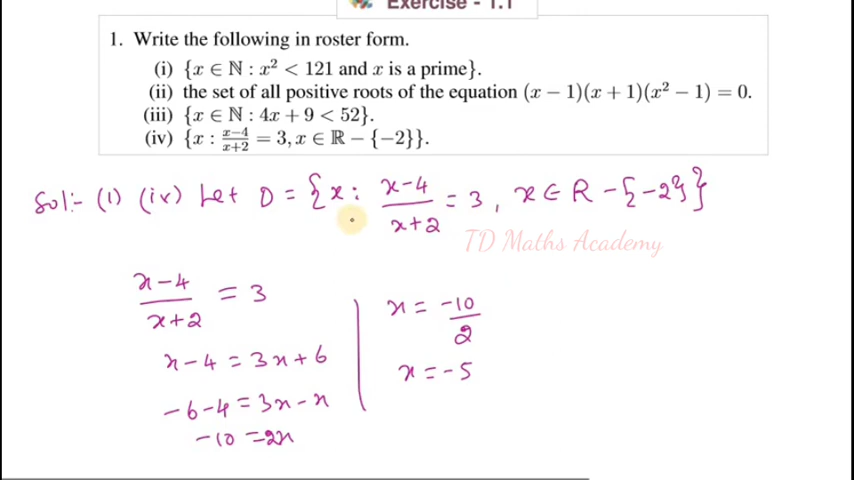 Exercise - 1.1
1. Write the following in roster form.
(i) {x ∈ ℕ : x² < 121 and x is a prime}.
(ii) the set of all positive roots of the equation (x − 1)(x + 1)(x² − 1) = 0.
(iii) {x ∈ ℕ : 4x + 9 < 52}.
(iv) {x : (x−4)/(x+2) = 3, x ∈ ℝ − {−2}}.
Sol:- (1) (iv) Let D = {x : (x-4)/(x+2) = 3, x ∈ R - {-2}}
TD Maths Academy
(x-4)/(x+2) = 3
x-4 = 3x+6
-6-4 = 3x-x
-10 = 2x
x = -10/2
x = -5